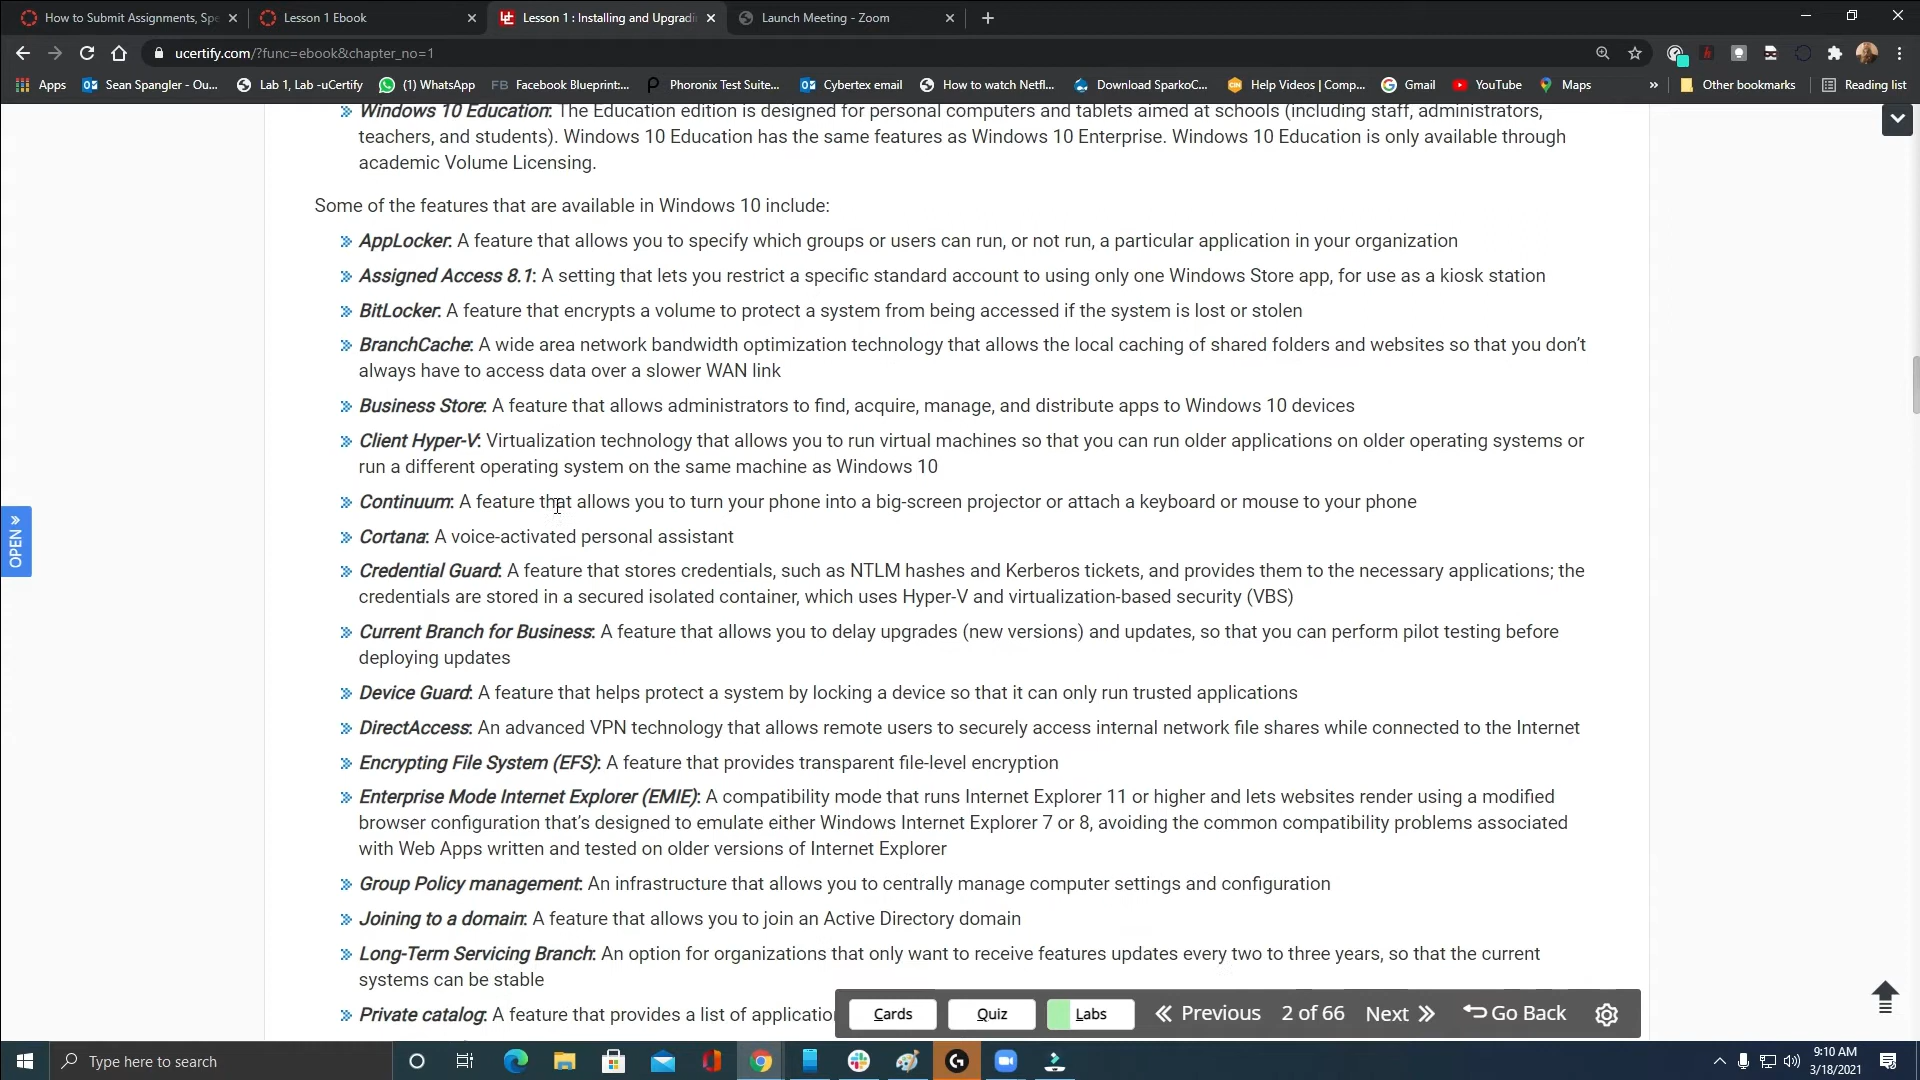 How to Submit Assignments, Spe
Lesson 1 Ebook
Lesson 1 : Installing and Upgradi
Launch Meeting - Zoom
ucertify.com/?func=ebook&chapter_no=1
Apps
Sean Spangler - Ou...
Lab 1, Lab -uCertify
(1) WhatsApp
FB Facebook Blueprint:...
Phoronix Test Suite...
Cybertex email
How to watch Netfl...
Download SparkoC...
Help Videos | Comp...
Gmail
YouTube
Maps
»
Other bookmarks
Reading list
Windows 10 Education: The Education edition is designed for personal computers and tablets aimed at schools (including staff, administrators,
teachers, and students). Windows 10 Education has the same features as Windows 10 Enterprise. Windows 10 Education is only available through
academic Volume Licensing.
Some of the features that are available in Windows 10 include:
AppLocker: A feature that allows you to specify which groups or users can run, or not run, a particular application in your organization
Assigned Access 8.1: A setting that lets you restrict a specific standard account to using only one Windows Store app, for use as a kiosk station
BitLocker: A feature that encrypts a volume to protect a system from being accessed if the system is lost or stolen
BranchCache: A wide area network bandwidth optimization technology that allows the local caching of shared folders and websites so that you don't
always have to access data over a slower WAN link
Business Store: A feature that allows administrators to find, acquire, manage, and distribute apps to Windows 10 devices
Client Hyper-V: Virtualization technology that allows you to run virtual machines so that you can run older applications on older operating systems or
run a different operating system on the same machine as Windows 10
Continuum: A feature that allows you to turn your phone into a big-screen projector or attach a keyboard or mouse to your phone
OPEN »
Cortana: A voice-activated personal assistant
Credential Guard: A feature that stores credentials, such as NTLM hashes and Kerberos tickets, and provides them to the necessary applications; the
credentials are stored in a secured isolated container, which uses Hyper-V and virtualization-based security (VBS)
Current Branch for Business: A feature that allows you to delay upgrades (new versions) and updates, so that you can perform pilot testing before
deploying updates
Device Guard: A feature that helps protect a system by locking a device so that it can only run trusted applications
DirectAccess: An advanced VPN technology that allows remote users to securely access internal network file shares while connected to the Internet
Encrypting File System (EFS): A feature that provides transparent file-level encryption
Enterprise Mode Internet Explorer (EMIE): A compatibility mode that runs Internet Explorer 11 or higher and lets websites render using a modified
browser configuration that's designed to emulate either Windows Internet Explorer 7 or 8, avoiding the common compatibility problems associated
with Web Apps written and tested on older versions of Internet Explorer
Group Policy management: An infrastructure that allows you to centrally manage computer settings and configuration
Joining to a domain: A feature that allows you to join an Active Directory domain
Long-Term Servicing Branch: An option for organizations that only want to receive features updates every two to three years, so that the current
systems can be stable
Private catalog: A feature that provides a list of application
Cards
Quiz
Labs
Previous
2 of 66
Next
Go Back
Type here to search
9:10 AM
3/18/2021